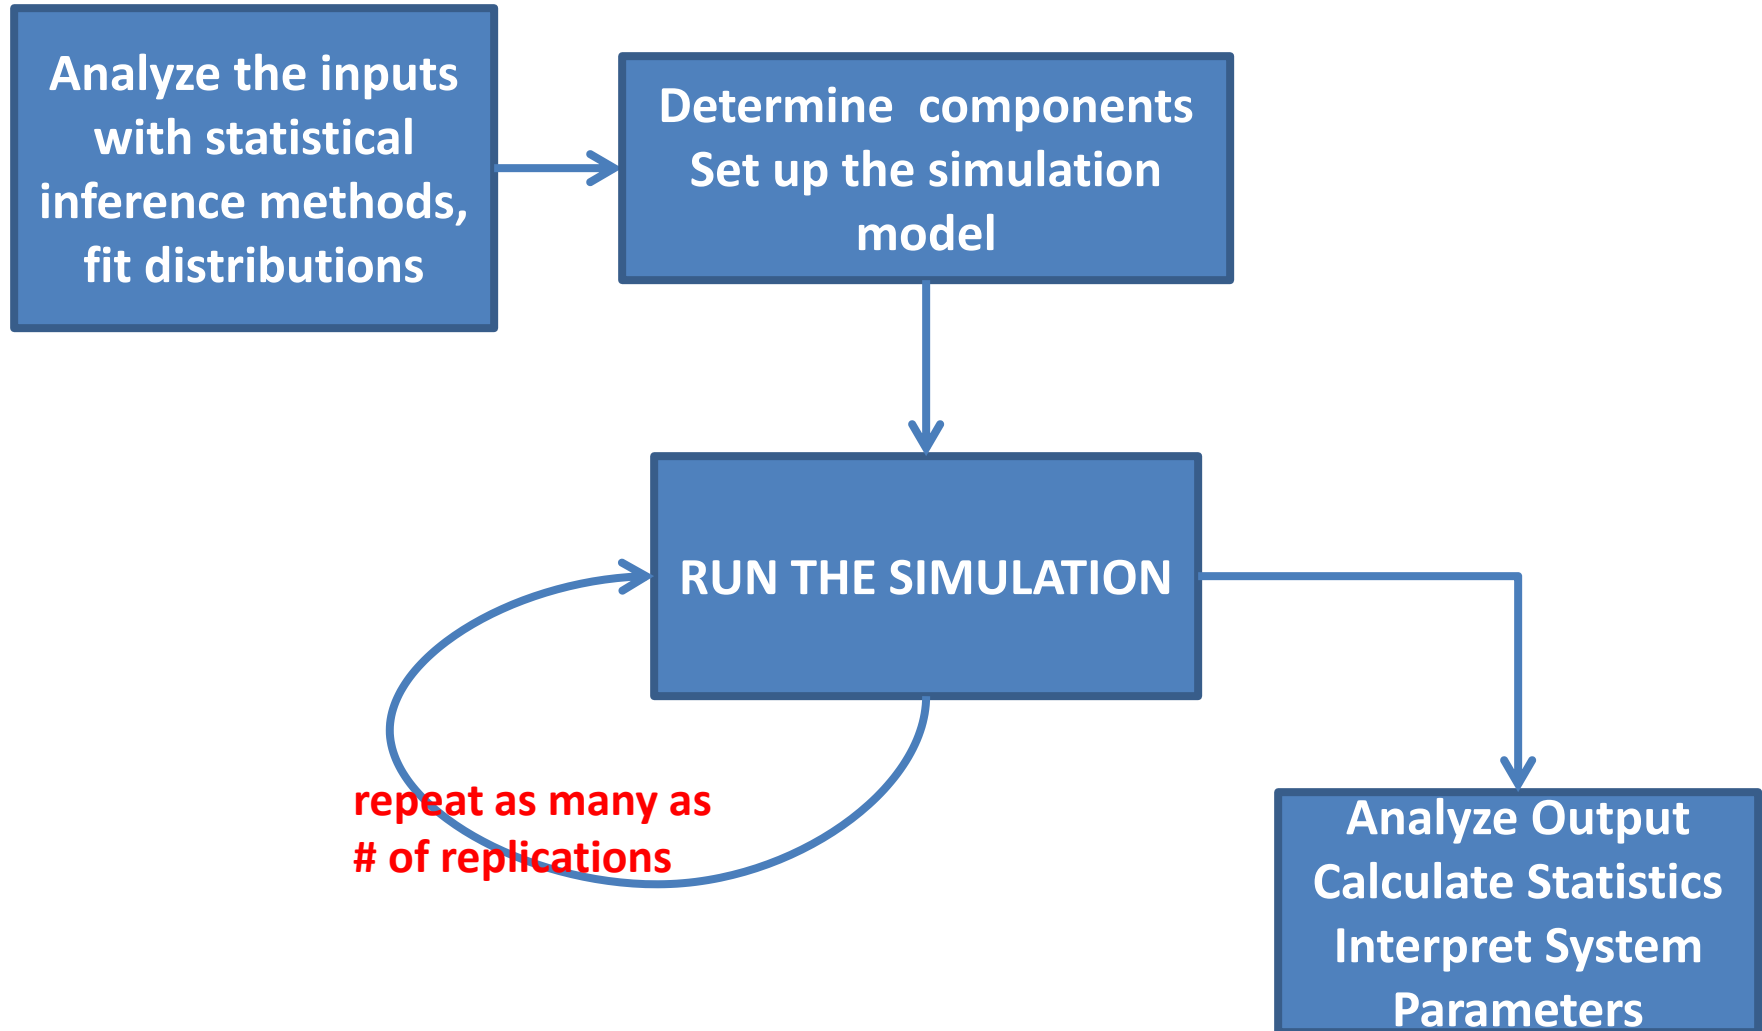 Analyze the inputs
with statistical
inference methods,
fit distributions
Determine  components
Set up the simulation
model
RUN THE SIMULATION
repeat as many as
# of replications
Analyze Output
Calculate Statistics
Interpret System
Parameters